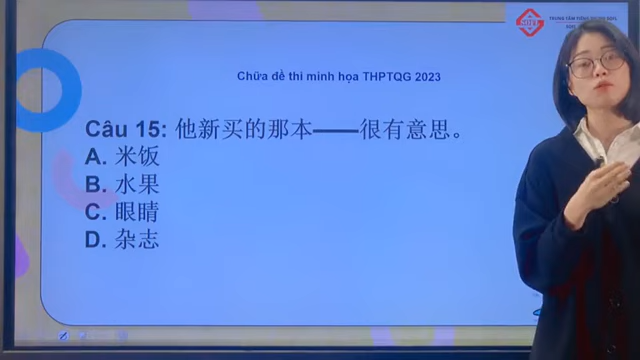 Chữa đề thi minh họa THPTQG 2023
Câu 15: 他新买的那本——很有意思。
A. 米饭
B. 水果
C. 眼睛
D. 杂志